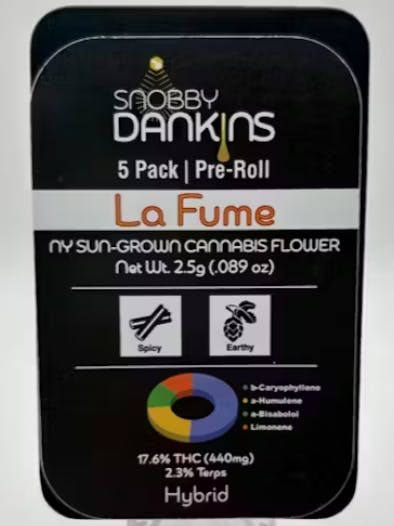 SNOBBY
DANKINS
5 Pack | Pre-Roll
La Fume
NY SUN-GROWN CANNABIS FLOWER
Net Wt. 2.5g (.089 oz)
Spicy
Earthy
b-Caryophyllene
a-Humulene
a-Bisabolol
Limonene
17.6% THC (440mg)
2.3% Terps
Hybrid